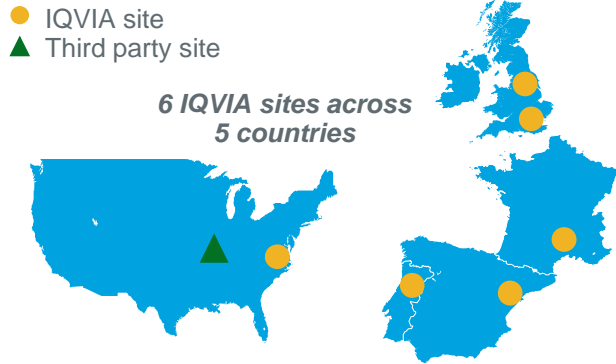 IQVIA site
Third party site
6 IQVIA sites across
5 countries